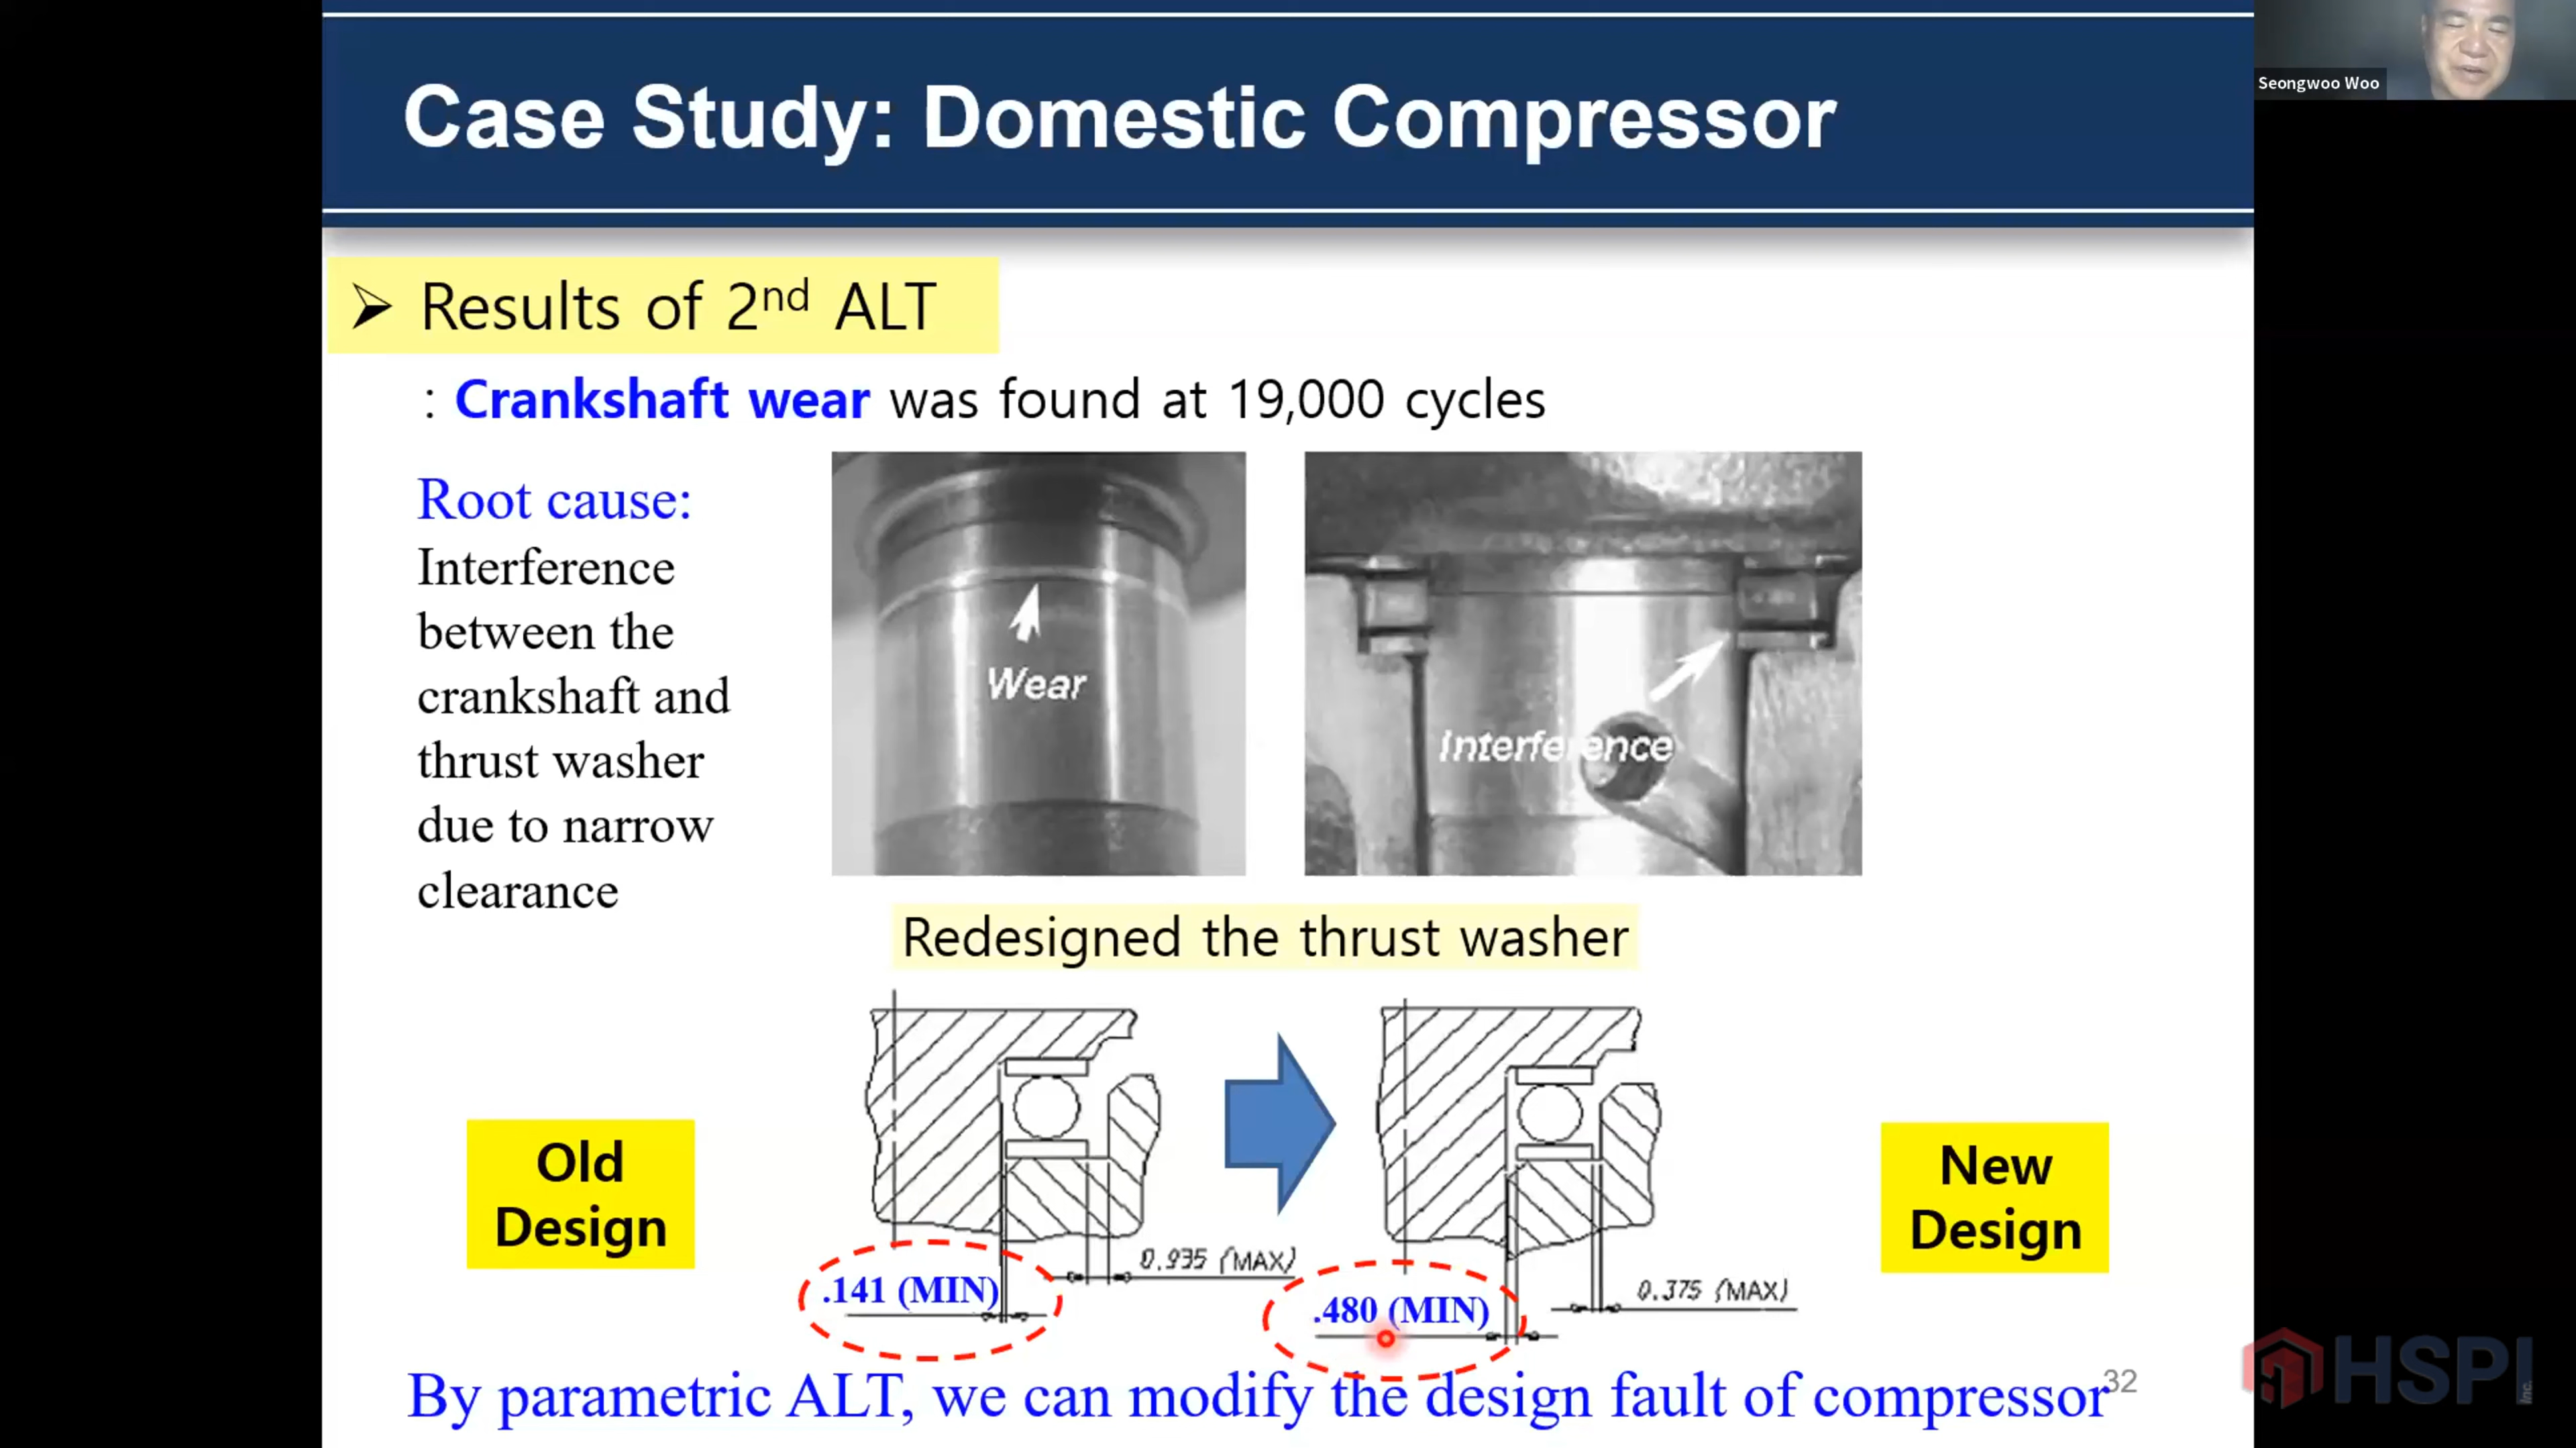 Case Study: Domestic Compressor
Seongwoo Woo
➢ Results of 2nd ALT
: Crankshaft wear was found at 19,000 cycles
Root cause:
Interference
between the
crankshaft and
thrust washer
due to narrow
clearance
Wear
Interference
Redesigned the thrust washer
Old
Design
New
Design
0.935 (MAX)
.141 (MIN)
0.375 (MAX)
.480 (MIN)
By parametric ALT, we can modify the design fault of compressor
32
HSPI Inc.